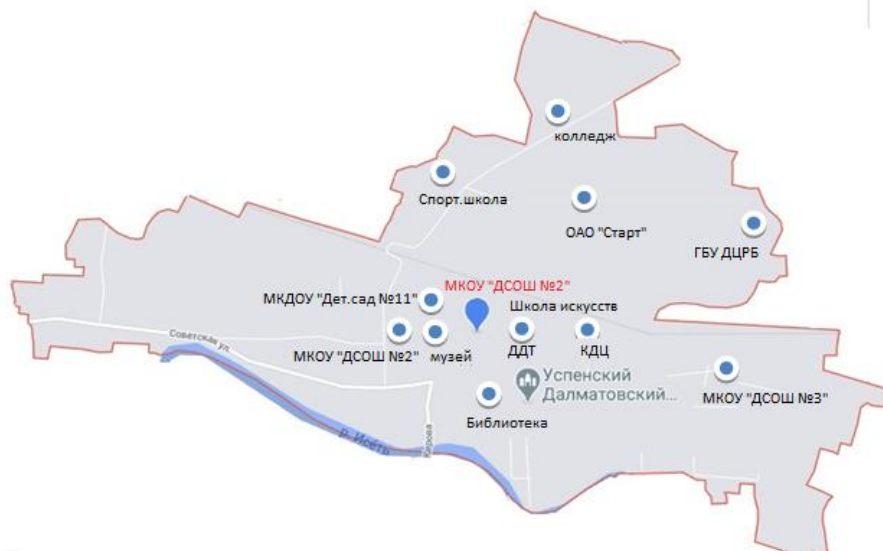 колледж
Спорт.школа
ОАО "Старт"
ГБУ ДЦРБ
МКОУ "ДСОШ №2"
МКДОУ "Дет.сад №11"
Школа искусств
Советская ул.
МКОУ "ДСОШ №2"
музей
ДДТ
КДЦ
Успенский
Далматовский...
МКОУ "ДСОШ №3"
Библиотека
р. Исеть
Кирова